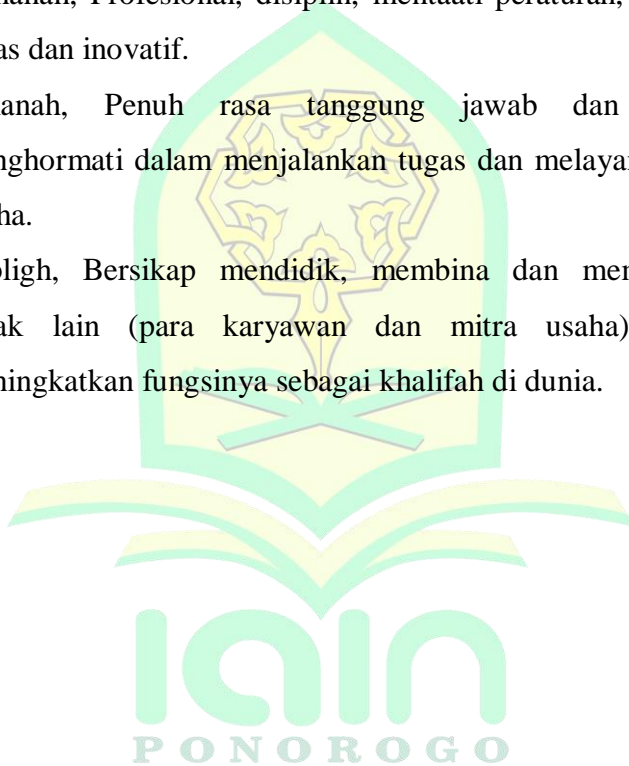 anah, Profesional, disiplin, mentaati peraturan,
as dan inovatif.
anah, Penuh rasa tanggung jawab dan
nghormati dalam menjalankan tugas dan melaya
ha.
ligh, Bersikap mendidik, membina dan men
ak lain (para karyawan dan mitra usaha)
ningkatkan fungsinya sebagai khalifah di dunia.
iain
PONOROGO